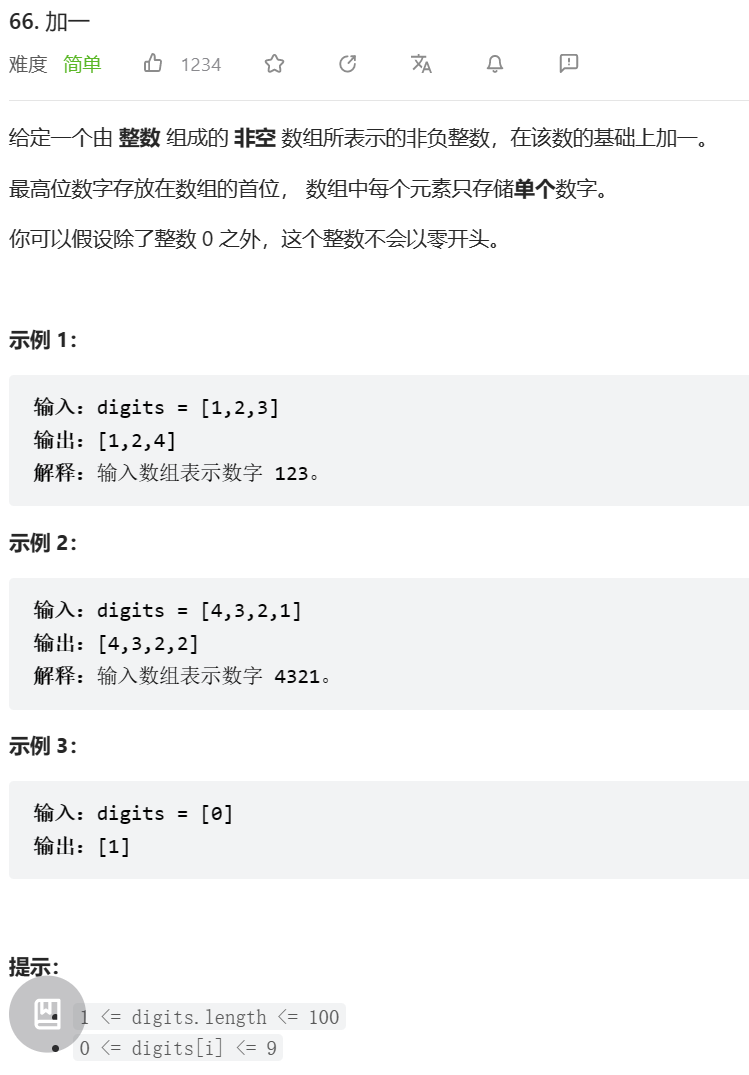 66. 加一
难度 简单 1234
给定一个由 整数 组成的 非空 数组所表示的非负整数，在该数的基础上加一。
最高位数字存放在数组的首位， 数组中每个元素只存储单个数字。
你可以假设除了整数 0 之外，这个整数不会以零开头。
示例 1：
输入：digits = [1,2,3]
输出：[1,2,4]
解释：输入数组表示数字 123。
示例 2：
输入：digits = [4,3,2,1]
输出：[4,3,2,2]
解释：输入数组表示数字 4321。
示例 3：
输入：digits = [0]
输出：[1]
提示：
1 <= digits.length <= 100
0 <= digits[i] <= 9